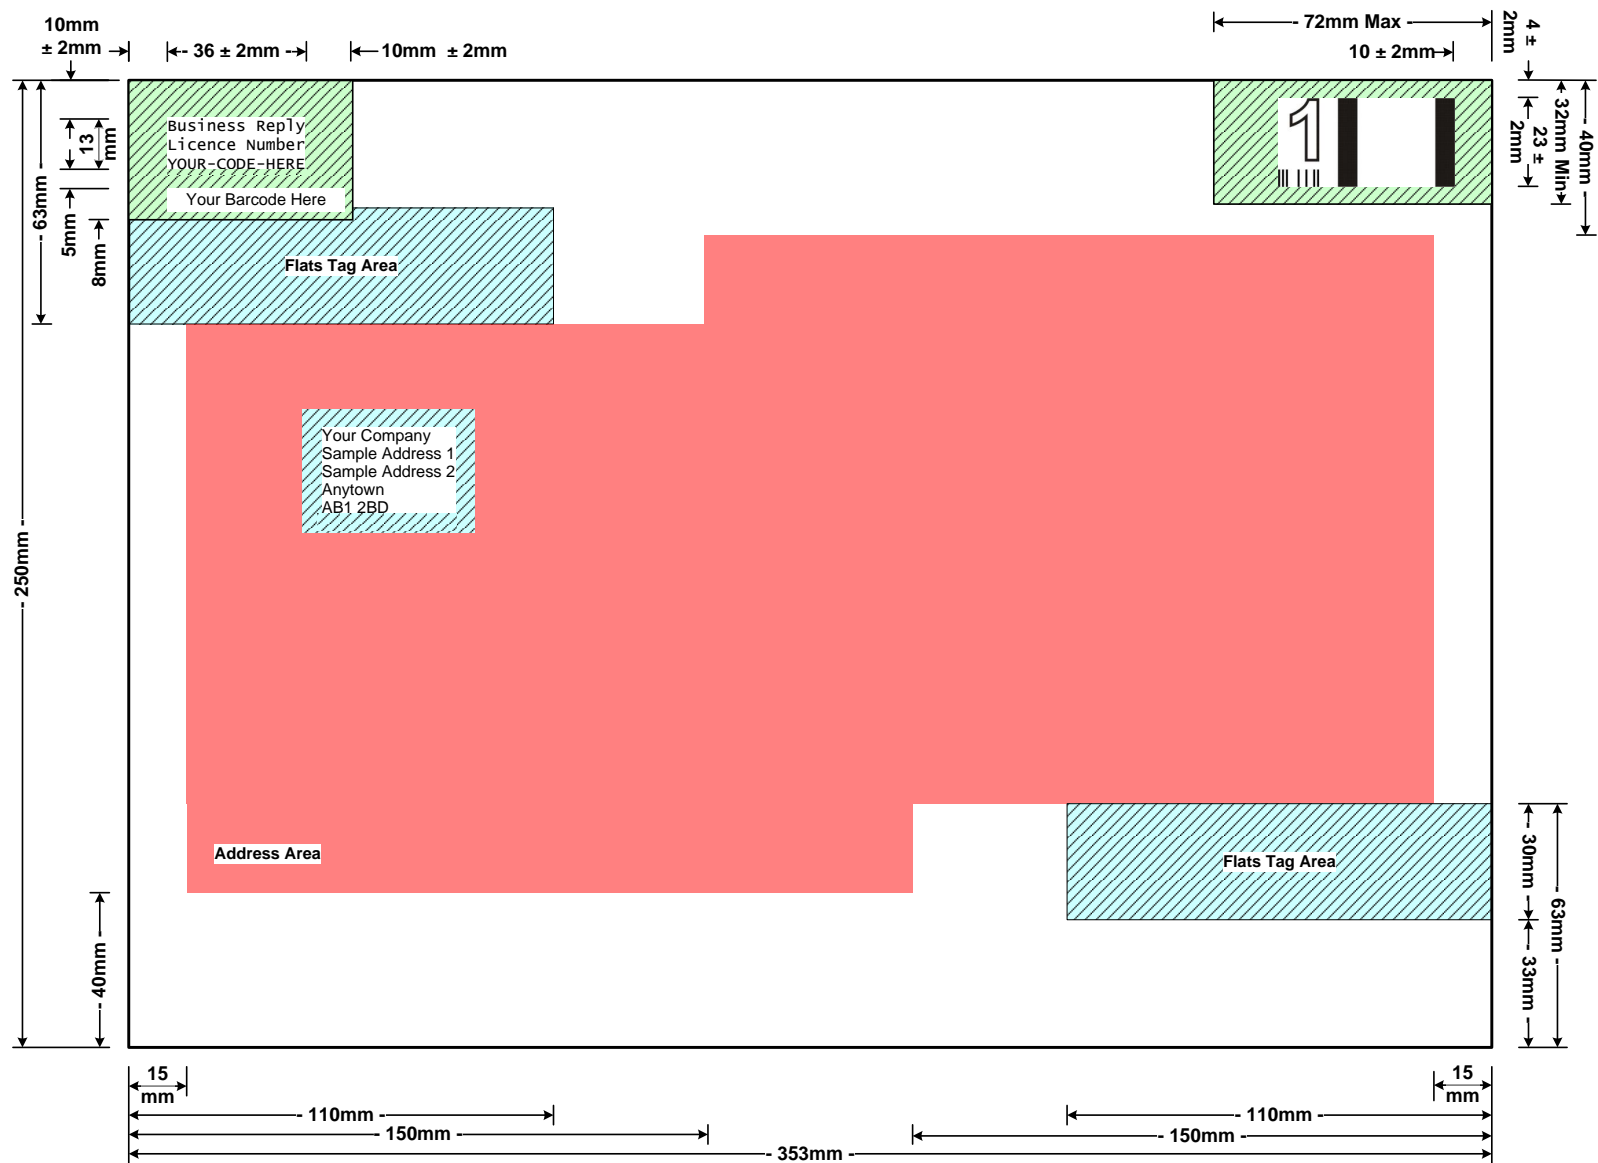 10mm
± 2mm
- 36 ± 2mm -
10mm ± 2mm
- 72mm Max -
10 ± 2mm
4 ±
2mm
Business Reply
Licence Number
YOUR-CODE-HERE
Your Barcode Here
1
13
mm
5mm
8mm
- 63mm -
23 ±
2mm
32mm Min
- 40mm -
Flats Tag Area
Your Company
Sample Address 1
Sample Address 2
Anytown
AB1 2BD
- 250mm -
Address Area
Flats Tag Area
- 40mm -
- 30mm -
- 33mm -
- 63mm -
15
mm
15
mm
- 110mm -
- 110mm -
- 150mm -
- 150mm -
- 353mm -